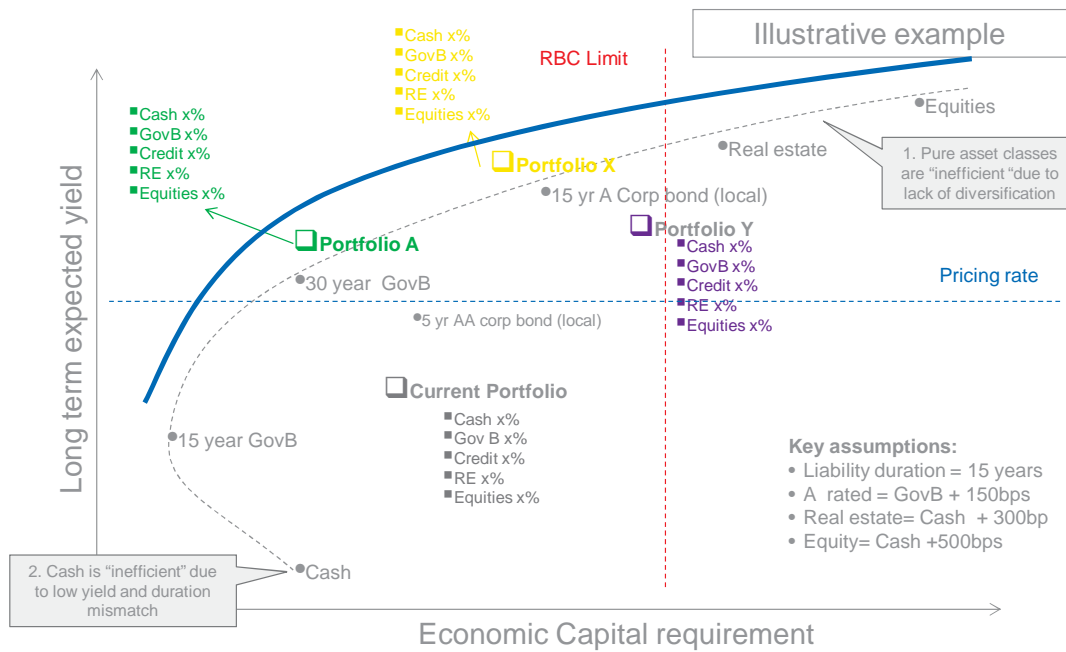 Illustrative example
RBC Limit
Cash x%
GovB x%
Credit x%
RE x%
Equities x%
Cash x%
GovB x%
Credit x%
RE x%
Equities x%
Equities
Real estate
1. Pure asset classes
are "inefficient "due to
lack of diversification
Portfolio X
15 yr A Corp bond (local)
Portfolio A
Portfolio Y
Cash x%
GovB x%
Credit x%
RE x%
Equities x%
30 year GovB
Pricing rate
5 yr AA corp bond (local)
Current Portfolio
Cash x%
Gov B x%
Credit x%
RE x%
Equities x%
15 year GovB
Key assumptions:
• Liability duration = 15 years
• A rated = GovB + 150bps
• Real estate= Cash + 300bp
• Equity= Cash +500bps
2. Cash is "inefficient" due
to low yield and duration
mismatch
Cash
Long term expected yield
Economic Capital requirement